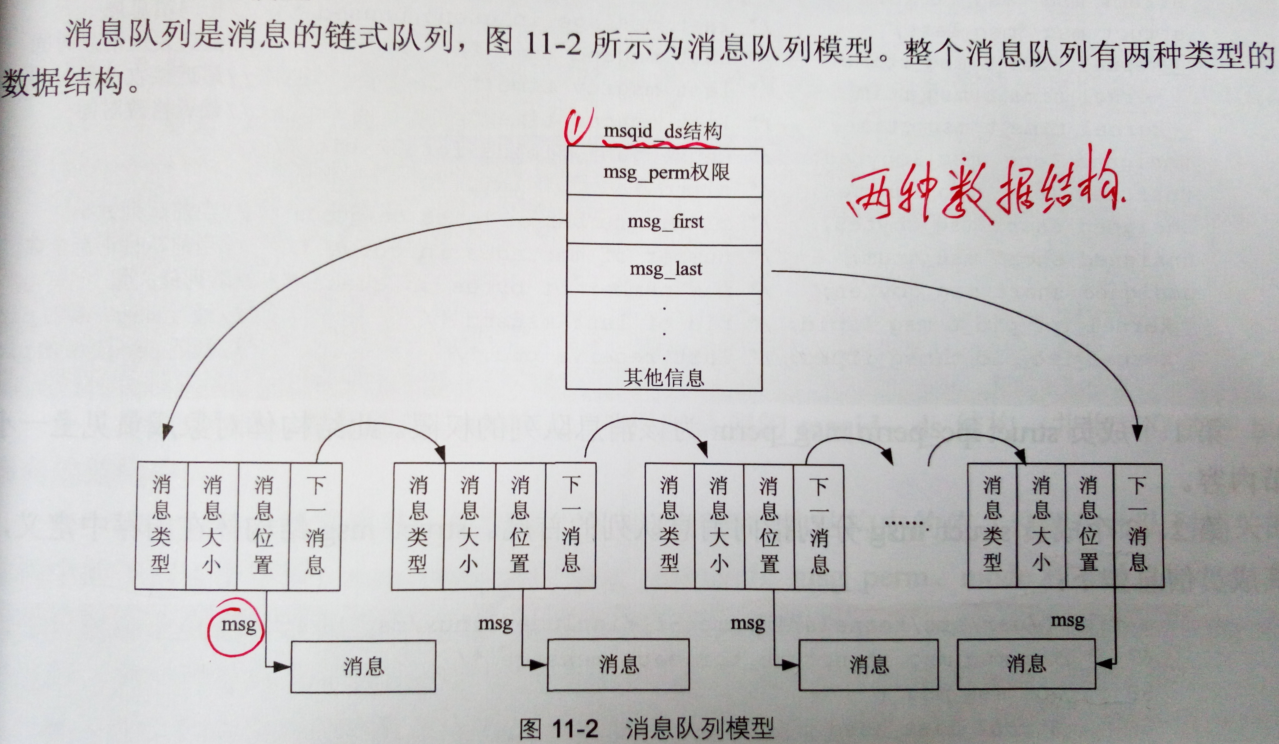 消息队列是消息的链式队列，图 11-2 所示为消息队列模型。整个消息队列有两种类型的
数据结构。
① msqid_ds结构
msg_perm权限
两种数据结构.
msg_first
msg_last
其他信息
消息类型 消息大小 消息位置 下一消息
消息类型 消息大小 消息位置 下一消息
消息类型 消息大小 消息位置 下一消息
……
消息类型 消息大小 消息位置 下一消息
msg msg msg msg
消息 消息 消息 消息
图 11-2 消息队列模型